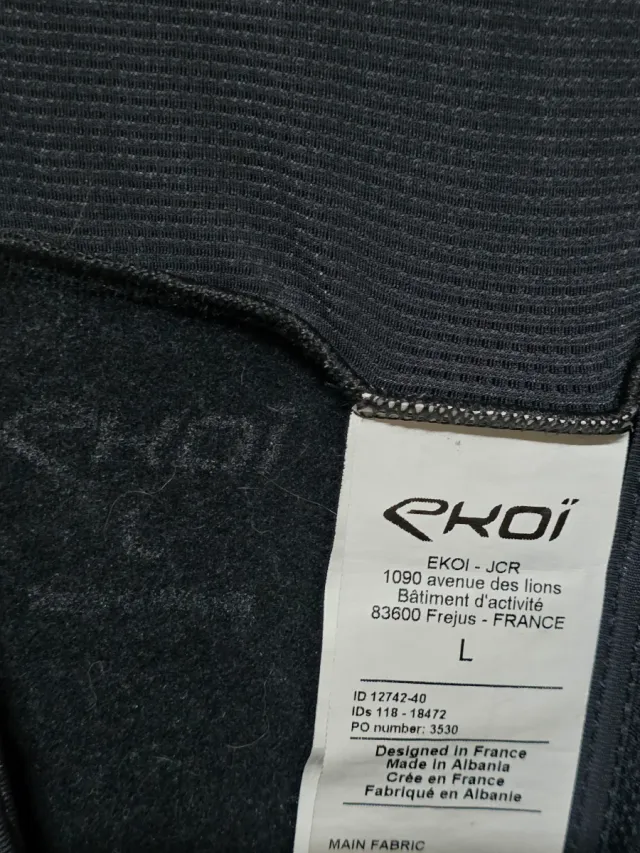 eKOï
EKOI
L
EKOI - JCR
1090 avenue des lions
Bâtiment d'activité
83600 Frejus - FRANCE
L
ID 12742-40
IDs 118 - 18472
PO number: 3530
Designed in France
Made in Albania
Crée en France
Fabriqué en Albanie
MAIN FABRIC